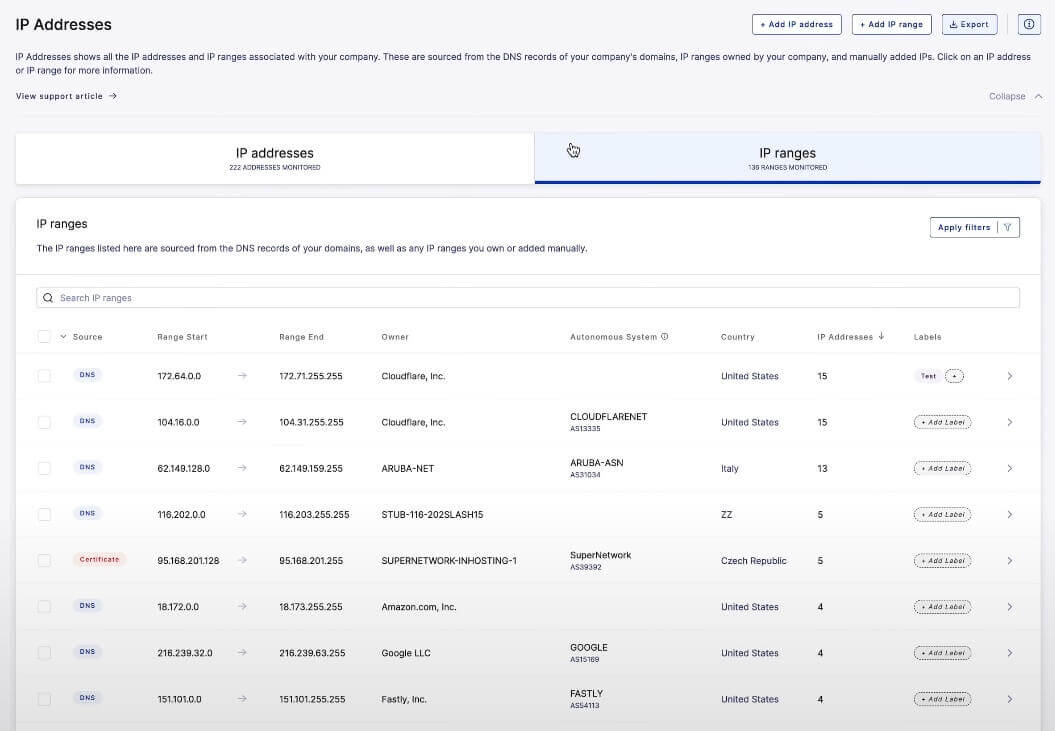 IP Addresses
+ Add IP address
+ Add IP range
Export
IP Addresses shows all the IP addresses and IP ranges associated with your company. These are sourced from the DNS records of your company's domains, IP ranges owned by your company, and manually added IPs. Click on an IP address
or IP range for more information.
View support article →
Collapse
IP addresses
222 ADDRESSES MONITORED
IP ranges
136 RANGES MONITORED
IP ranges
Apply filters
The IP ranges listed here are sourced from the DNS records of your domains, as well as any IP ranges you own or added manually.
Search IP ranges
Source Range Start Range End Owner Autonomous System Country IP Addresses ↓ Labels
DNS 172.64.0.0 → 172.71.255.255 Cloudflare, Inc. United States 15 Test +
DNS 104.16.0.0 → 104.31.255.255 Cloudflare, Inc. CLOUDFLARENET United States 15 + Add Label
AS13335
DNS 62.149.128.0 → 62.149.159.255 ARUBA-NET ARUBA-ASN Italy 13 + Add Label
AS31034
DNS 116.202.0.0 → 116.203.255.255 STUB-116-202SLASH15 ZZ 5 + Add Label
Certificate 95.168.201.128 → 95.168.201.255 SUPERNETWORK-INHOSTING-1 SuperNetwork Czech Republic 5 + Add Label
AS39392
DNS 18.172.0.0 → 18.173.255.255 Amazon.com, Inc. United States 4 + Add Label
DNS 216.239.32.0 → 216.239.63.255 Google LLC GOOGLE United States 4 + Add Label
AS15169
DNS 151.101.0.0 → 151.101.255.255 Fastly, Inc. FASTLY United States 4 + Add Label
AS54113